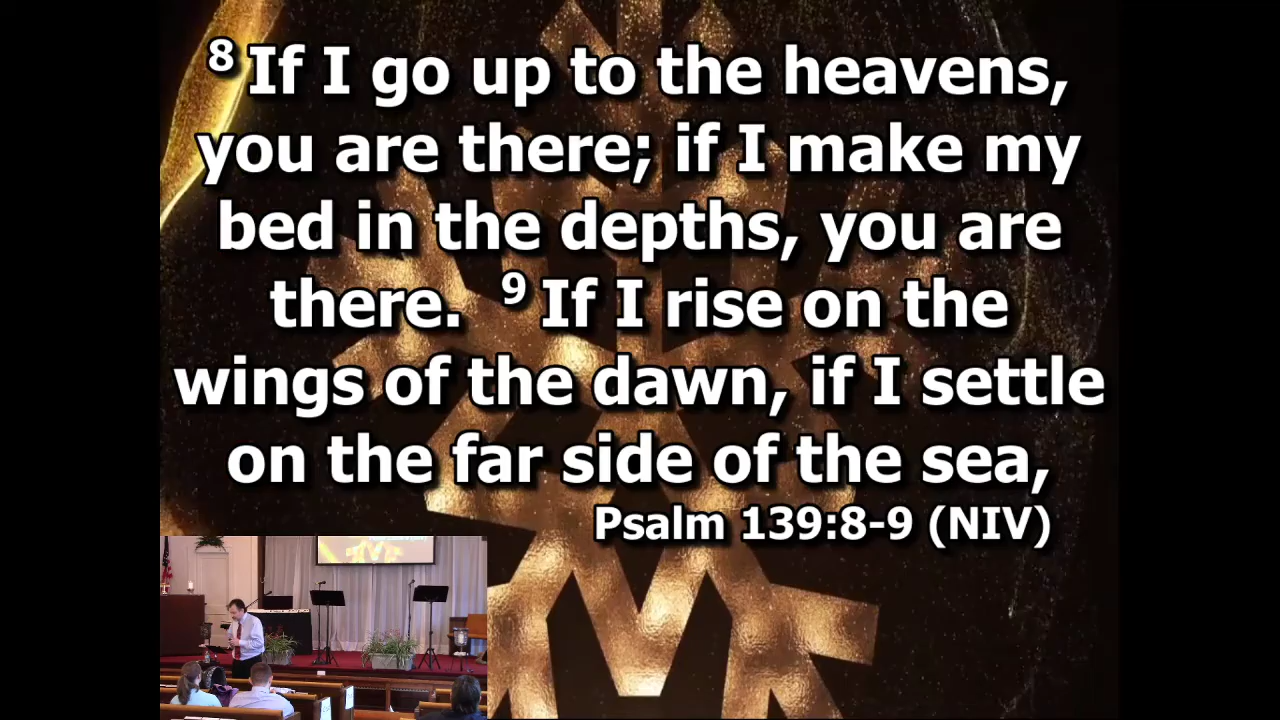 8 If I go up to the heavens,
you are there; if I make my
bed in the depths, you are
there. 9 If I rise on the
wings of the dawn, if I settle
on the far side of the sea,
Psalm 139:8-9 (NIV)